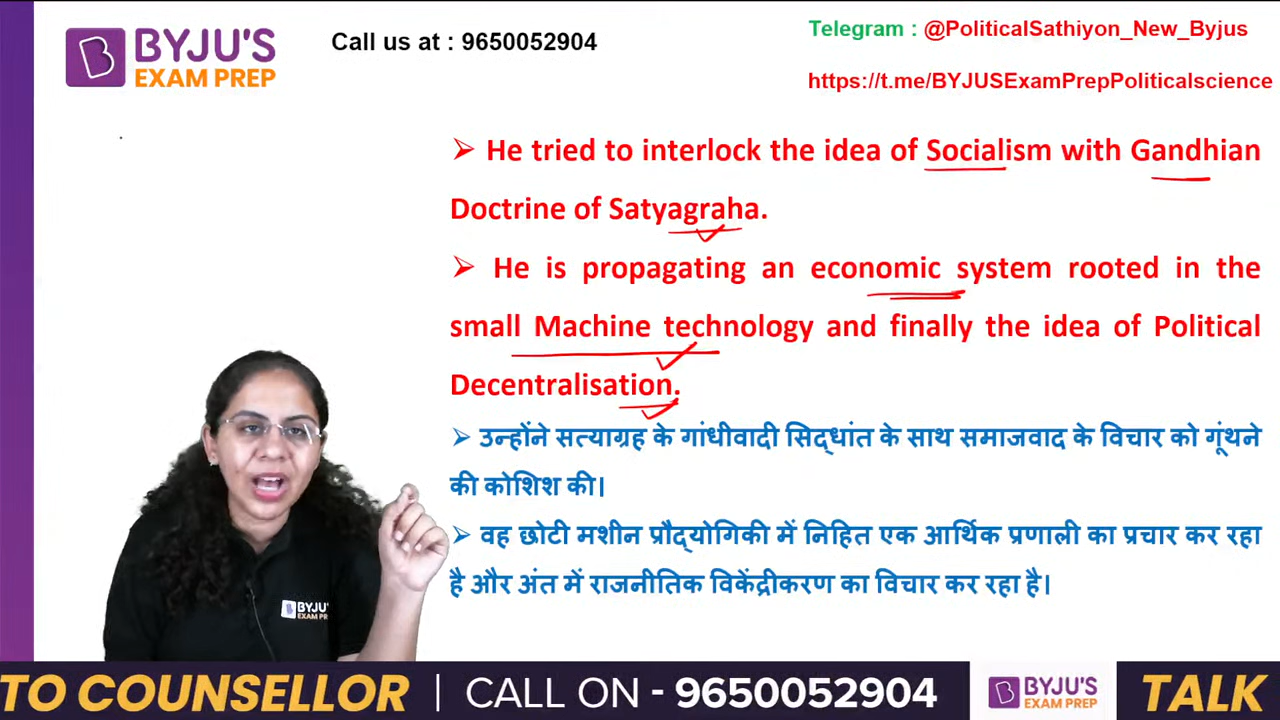 BYJU'S
EXAM PREP
Call us at : 9650052904
Telegram : @PoliticalSathiyon_New_Byjus
https://t.me/BYJUSExamPrepPoliticalscience
➢ He tried to interlock the idea of Socialism with Gandhian
Doctrine of Satyagraha.
➢ He is propagating an economic system rooted in the
small Machine technology and finally the idea of Political
Decentralisation.
➢ उन्होंने सत्याग्रह के गांधीवादी सिद्धांत के साथ समाजवाद के विचार को गूंथने
की कोशिश की।
➢ वह छोटी मशीन प्रौद्योगिकी में निहित एक आर्थिक प्रणाली का प्रचार कर रहा
है और अंत में राजनीतिक विकेंद्रीकरण का विचार कर रहा है।
BYJU'S
EXAM PREP
TO COUNSELLOR | CALL ON - 9650052904
BYJU'S
EXAM PREP
TALK